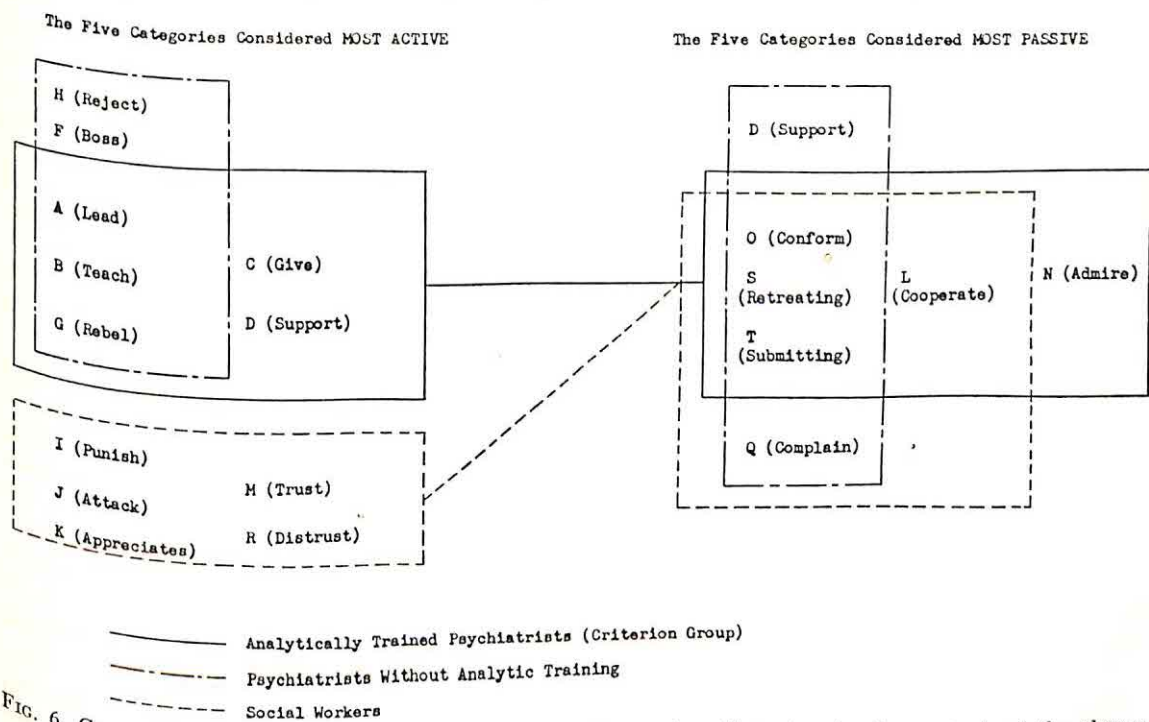 The Five Categories Considered MOST ACTIVE
The Five Categories Considered MOST PASSIVE
H (Reject)
F (Boss)
A (Lead)
B (Teach)
G (Rebel)
C (Give)
D (Support)
I (Punish)
J (Attack)
K (Appreciates)
M (Trust)
R (Distrust)
D (Support)
O (Conform)
S
(Retreating)
T
(Submitting)
L
(Cooperate)
N (Admire)
Q (Complain)
Analytically Trained Psychiatrists (Criterion Group)
Psychiatrists Without Analytic Training
Social Workers
FIG. 6